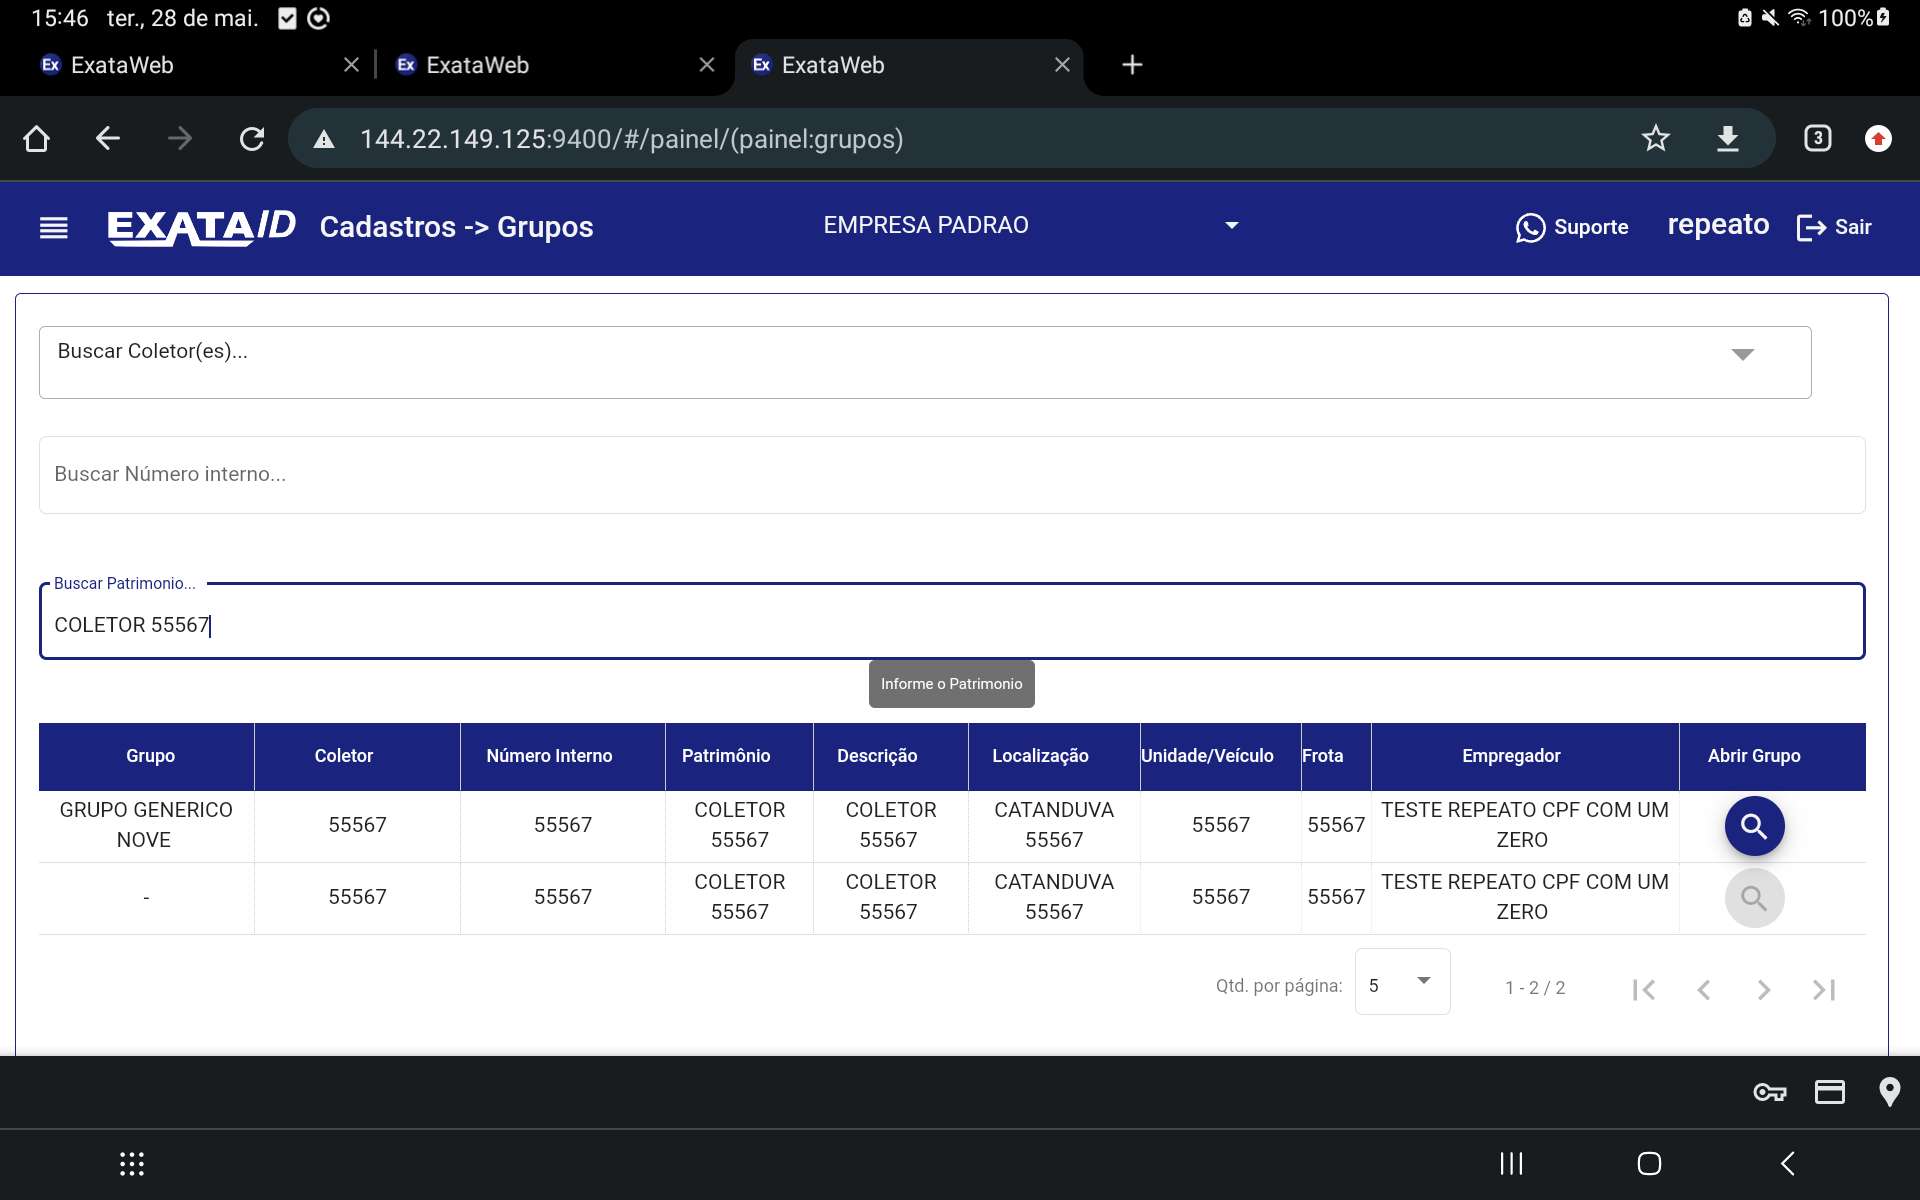 15:46 ter., 28 de mai.
100%
Ex ExataWeb
Ex ExataWeb
Ex ExataWeb
144.22.149.125:9400/#/painel/(painel:grupos)
3
EXATA/D Cadastros -> Grupos
EMPRESA PADRAO
Suporte
repeato
Sair
Buscar Coletor(es)...
Buscar Número interno...
Buscar Patrimonio...
COLETOR 55567
Informe o Patrimonio
Grupo Coletor Número Interno Patrimônio Descrição Localização Unidade/Veículo Frota Empregador Abrir Grupo
GRUPO GENERICO NOVE 55567 55567 COLETOR 55567 COLETOR 55567 CATANDUVA 55567 55567 55567 TESTE REPEATO CPF COM UM ZERO
- 55567 55567 COLETOR 55567 COLETOR 55567 CATANDUVA 55567 55567 55567 TESTE REPEATO CPF COM UM ZERO
Qtd. por página: 5 1 - 2 / 2